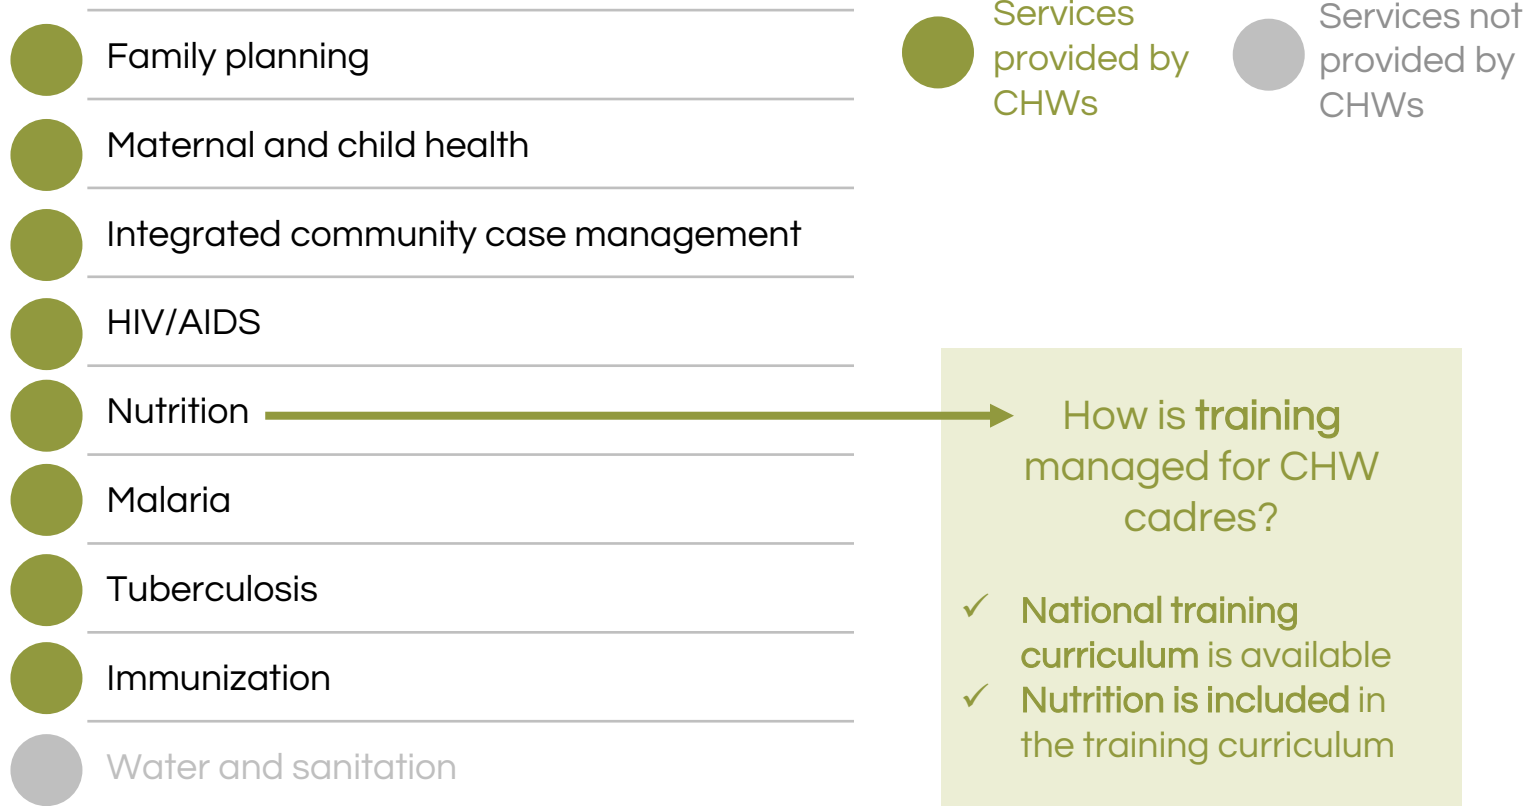 Family planning
Maternal and child health
Integrated community case management
HIV/AIDS
Nutrition
Malaria
Tuberculosis
Immunization
Water and sanitation
Services
provided by
CHWs
Services not
provided by
CHWs
How is training
managed for CHW
cadres?
✓ National training
curriculum is available
✓ Nutrition is included in
the training curriculum